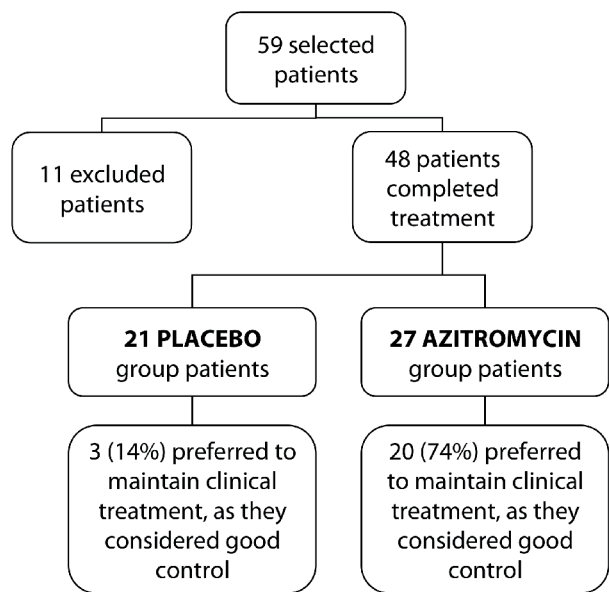 59 selected
patients
11 excluded
patients
48 patients
completed
treatment
21 PLACEBO
group patients
27 AZITROMYCIN
group patients
3 (14%) preferred to
maintain clinical
treatment, as they
considered good
control
20 (74%) preferred
to maintain clinical
treatment, as they
considered good
control